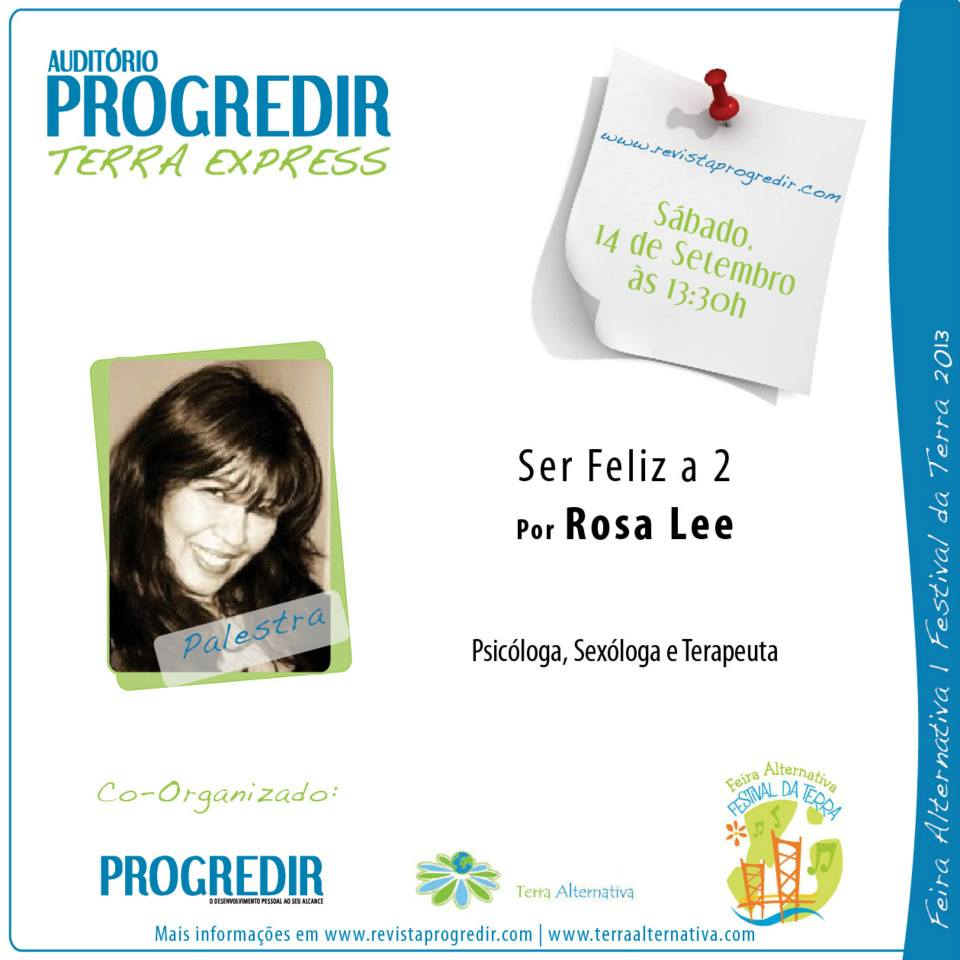 AUDITÓRIO
PROGREDIR
TERRA EXPRESS
www.revistaprogredir.com
Sábado,
14 de Setembro
às 13:30h
Palestra
Ser Feliz a 2
Por Rosa Lee
Psicóloga, Sexóloga e Terapeuta
Feira Alternativa | Festival da Terra 2013
Co-Organizado:
PROGREDIR
O DESENVOLVIMENTO PESSOAL AO SEU ALCANCE
Terra Alternativa
Feira Alternativa
FESTIVAL DA TERRA
Mais informações em www.revistaprogredir.com | www.terraalternativa.com